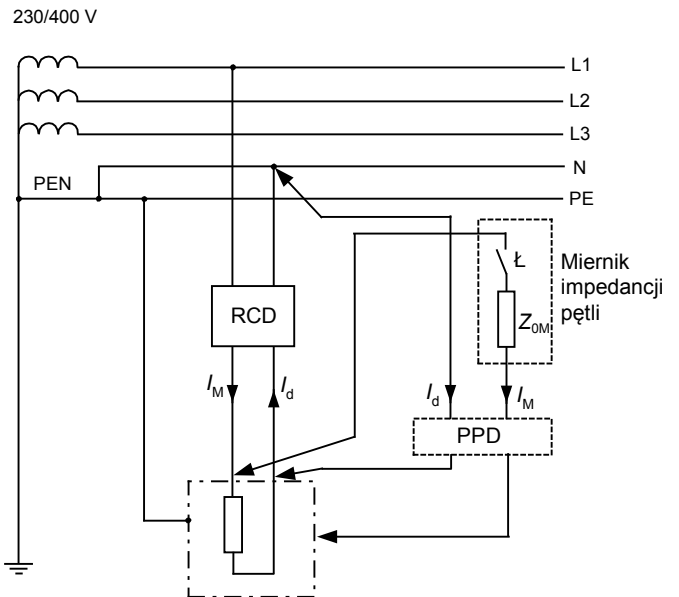 230/400 V
L1
L2
L3
N
PEN
PE
Ł
Miernik
impedancji
pętli
Z0M
RCD
IM
Id
Id
IM
PPD